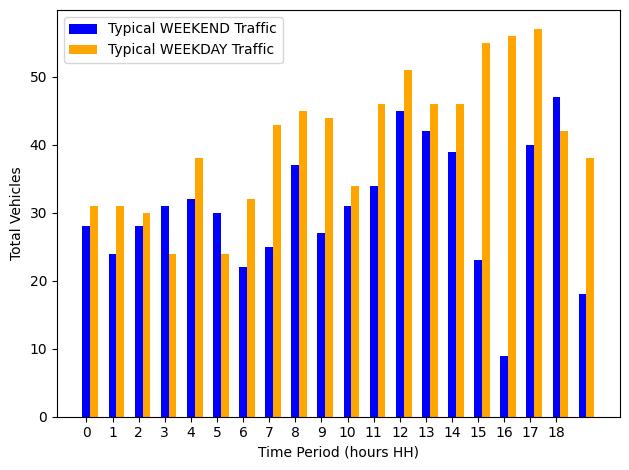 Typical WEEKEND Traffic
Typical WEEKDAY Traffic
50
40
30
20
10
0
Total Vehicles
0 1 2 3 4 5 6 7 8 9 10 11 12 13 14 15 16 17 18
Time Period (hours HH)